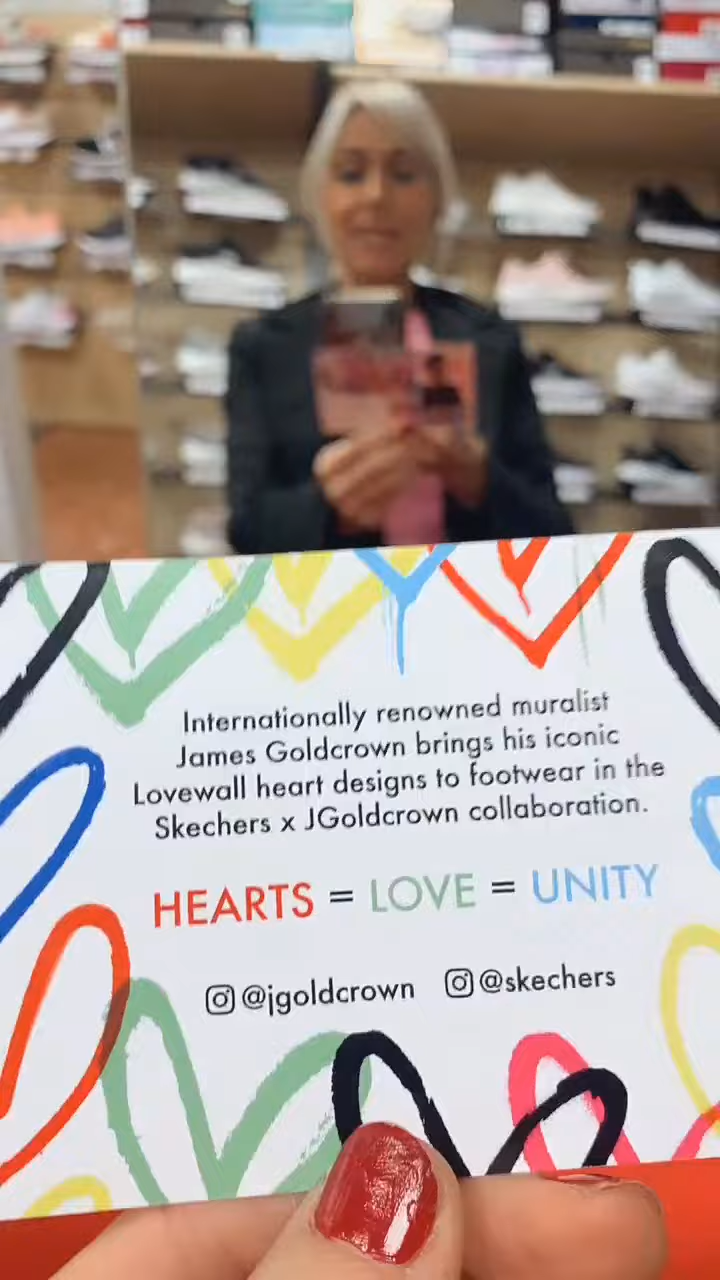 Internationally renowned muralist
James Goldcrown brings his iconic
Lovewall heart designs to footwear in the
Skechers x JGoldcrown collaboration.
HEARTS = LOVE = UNITY
@jgoldcrown @skechers